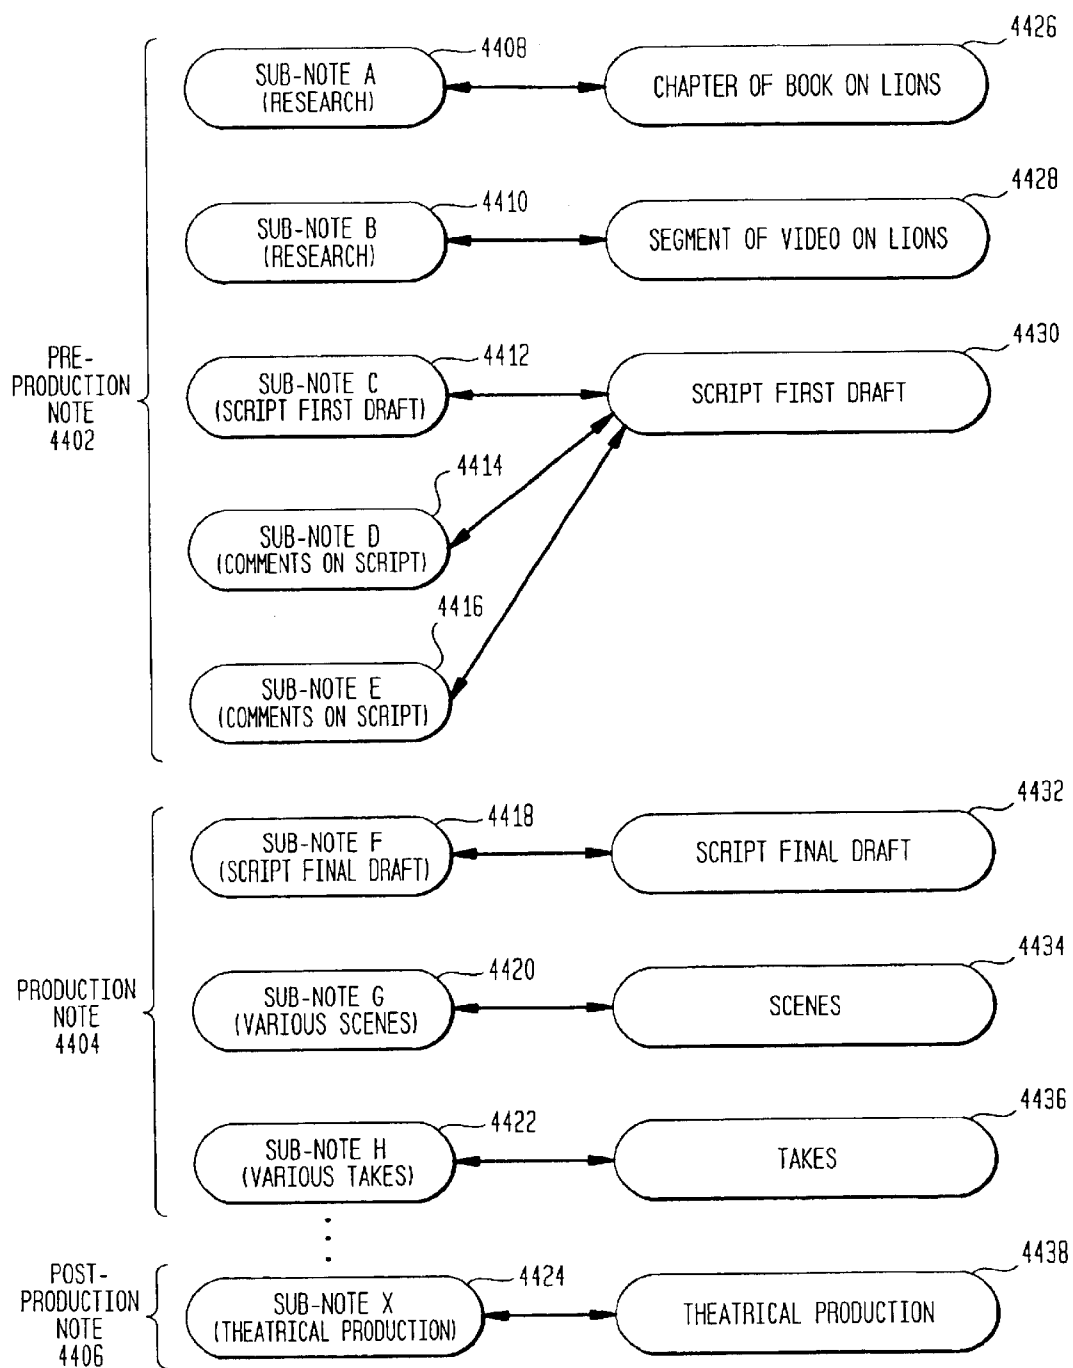 4408
4426
SUB-NOTE A
(RESEARCH)
CHAPTER OF BOOK ON LIONS
4410
4428
SUB-NOTE B
(RESEARCH)
SEGMENT OF VIDEO ON LIONS
PRE-
PRODUCTION
NOTE
4402
4412
4430
SUB-NOTE C
(SCRIPT FIRST DRAFT)
SCRIPT FIRST DRAFT
4414
SUB-NOTE D
(COMMENTS ON SCRIPT)
4416
SUB-NOTE E
(COMMENTS ON SCRIPT)
4418
4432
SUB-NOTE F
(SCRIPT FINAL DRAFT)
SCRIPT FINAL DRAFT
PRODUCTION
NOTE
4404
4420
4434
SUB-NOTE G
(VARIOUS SCENES)
SCENES
4422
4436
SUB-NOTE H
(VARIOUS TAKES)
TAKES
POST-
PRODUCTION
NOTE
4406
4424
4438
SUB-NOTE X
(THEATRICAL PRODUCTION)
THEATRICAL PRODUCTION